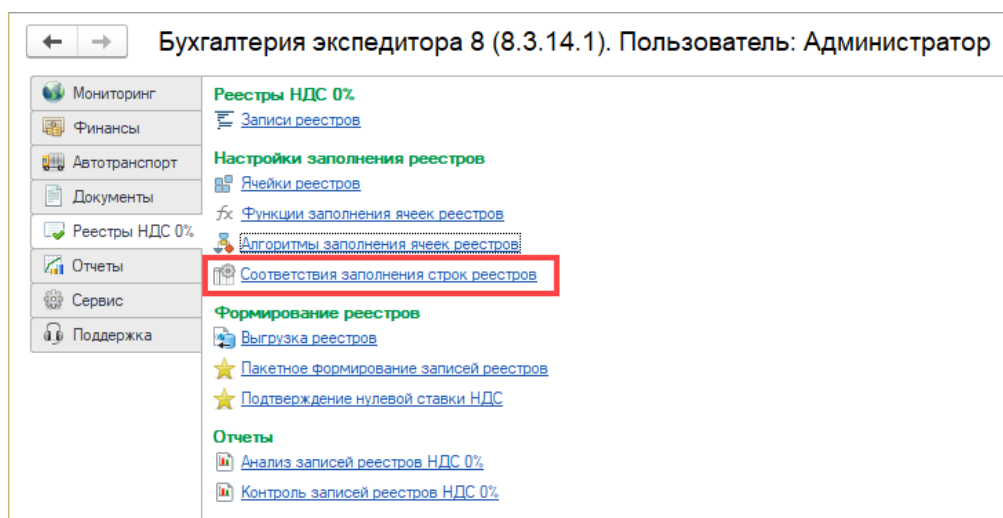 Бухгалтерия экспедитора 8 (8.3.14.1). Пользователь: Администратор
Мониторинг
Финансы
Автотранспорт
Документы
Реестры НДС 0%
Отчеты
Сервис
Поддержка
Реестры НДС 0%
Записи реестров
Настройки заполнения реестров
Ячейки реестров
fx Функции заполнения ячеек реестров
Алгоритмы заполнения ячеек реестров
Соответствия заполнения строк реестров
Формирование реестров
Выгрузка реестров
Пакетное формирование записей реестров
Подтверждение нулевой ставки НДС
Отчеты
Анализ записей реестров НДС 0%
Контроль записей реестров НДС 0%